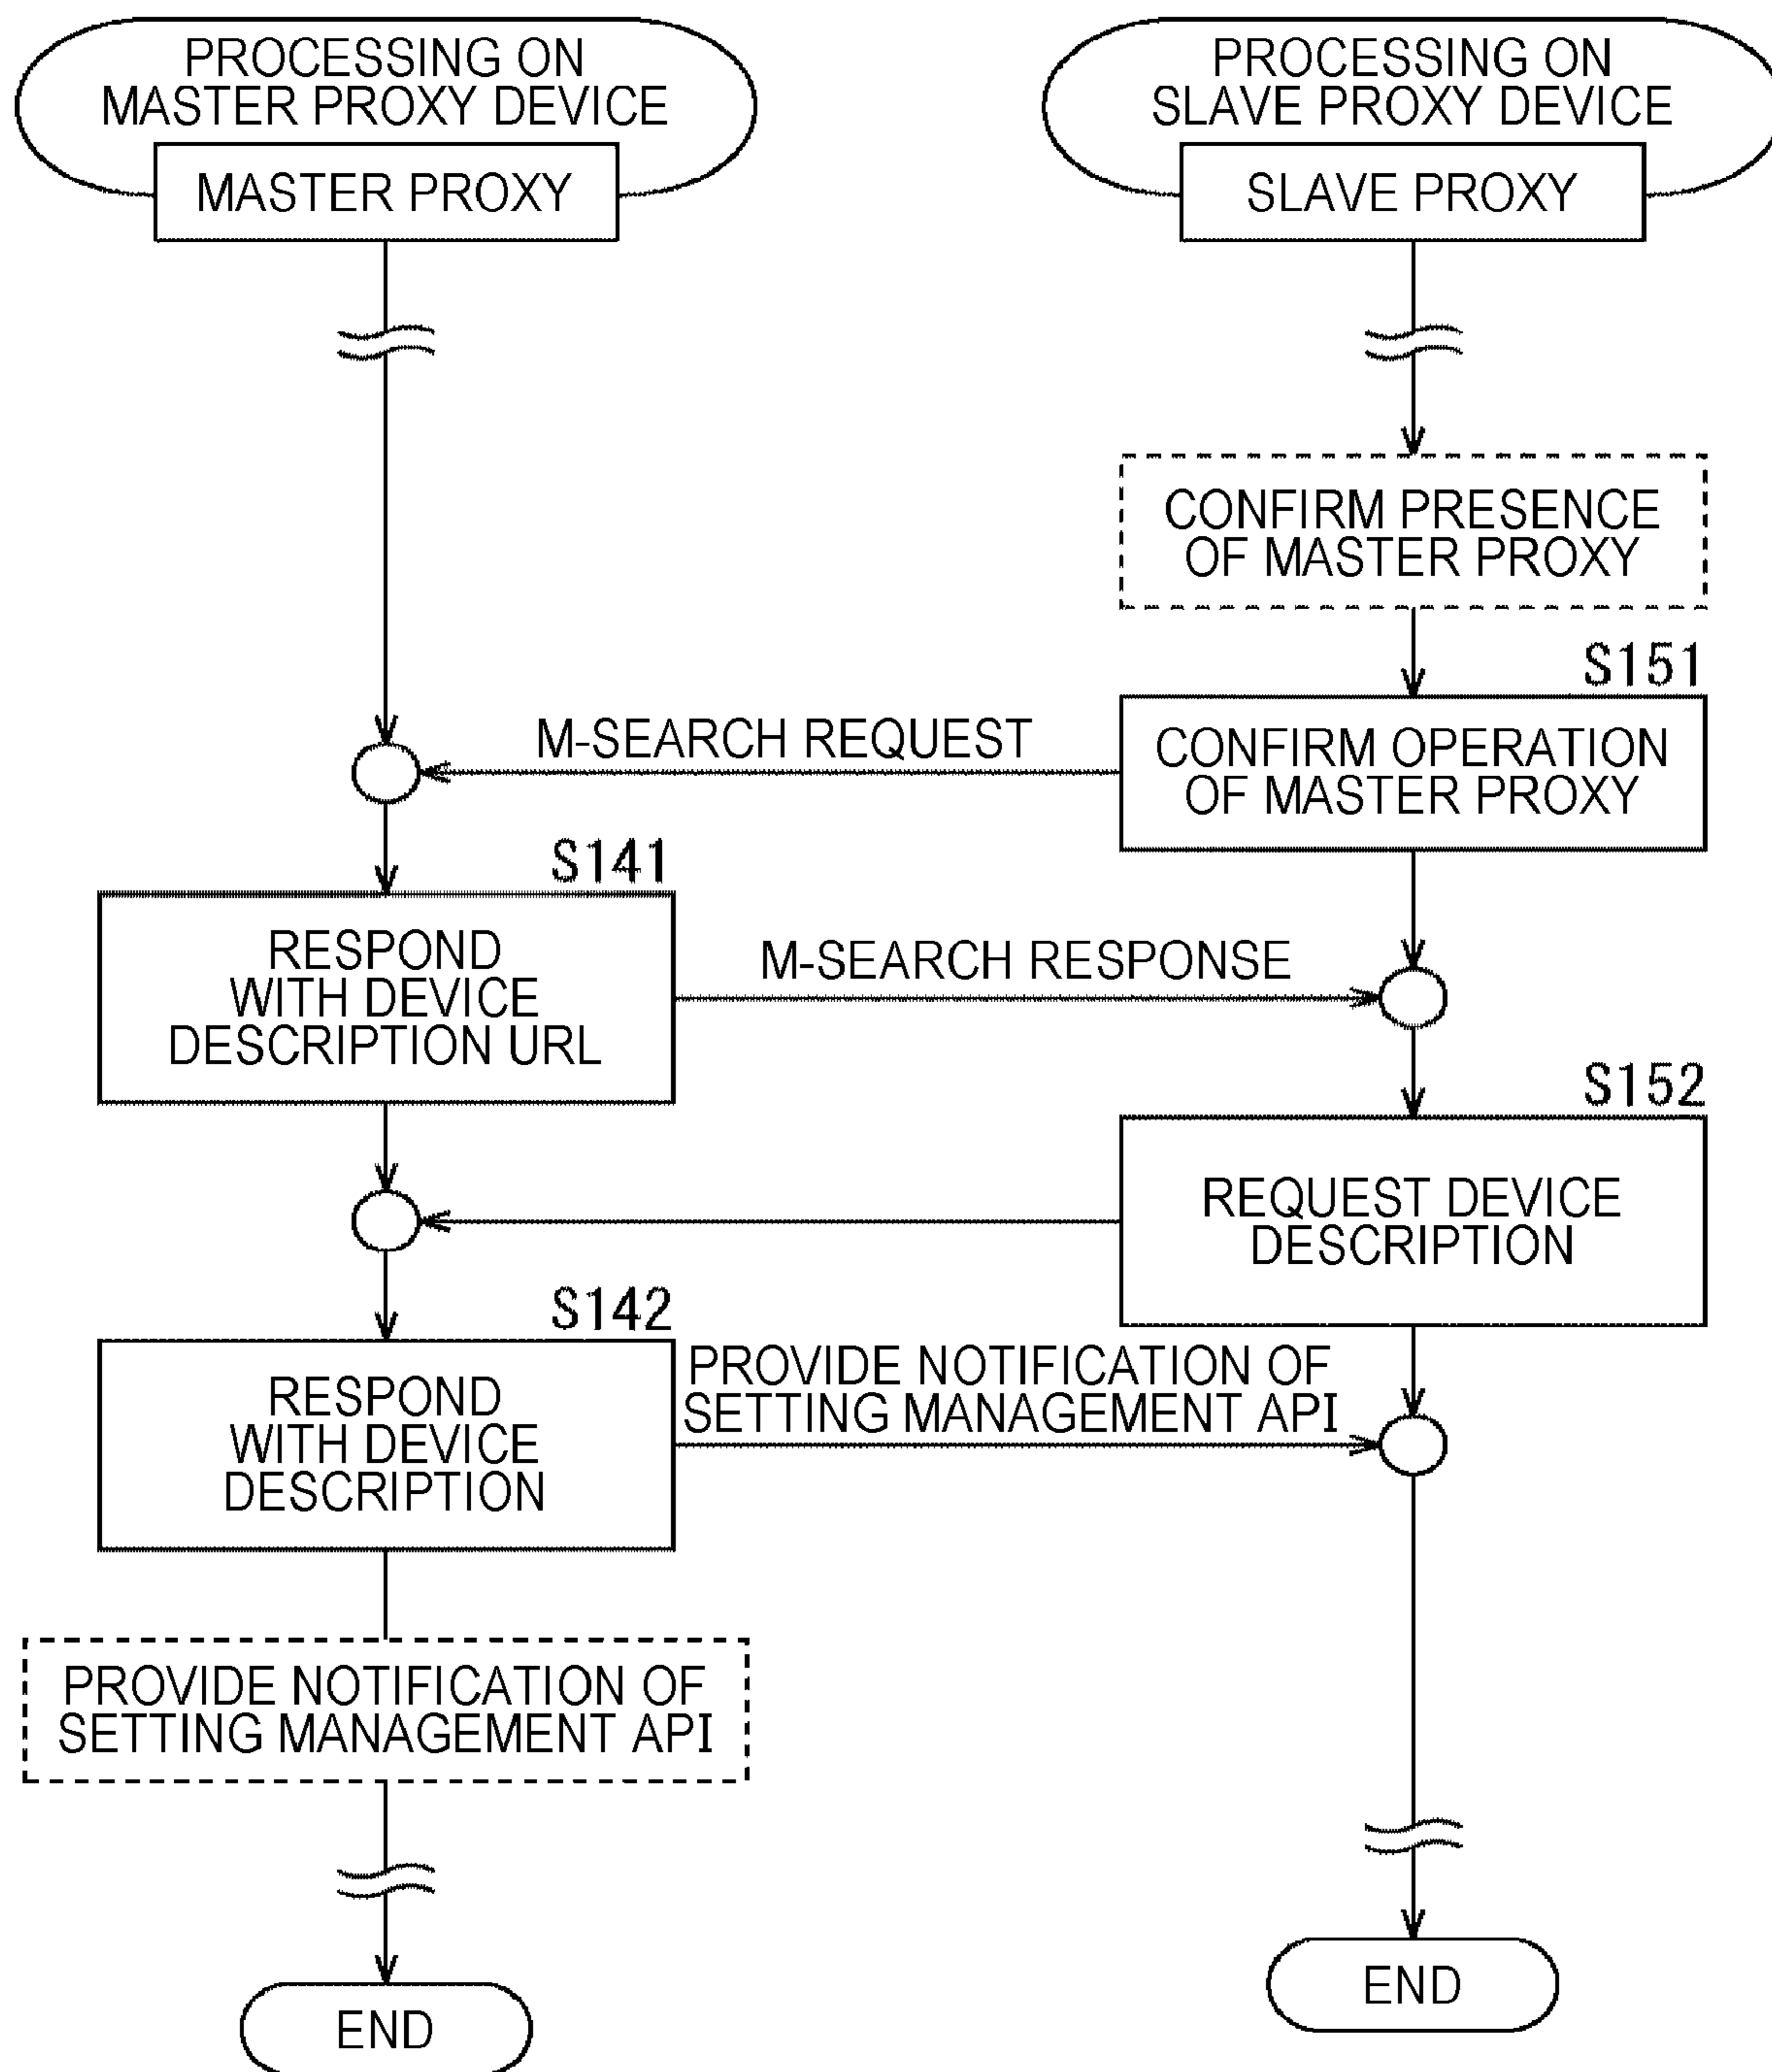 PROCESSING ON
MASTER PROXY DEVICE
MASTER PROXY
PROCESSING ON
SLAVE PROXY DEVICE
SLAVE PROXY
CONFIRM PRESENCE
OF MASTER PROXY
S151
CONFIRM OPERATION
OF MASTER PROXY
M-SEARCH REQUEST
S141
RESPOND
WITH DEVICE
DESCRIPTION URL
M-SEARCH RESPONSE
S152
REQUEST DEVICE
DESCRIPTION
S142
RESPOND
WITH DEVICE
DESCRIPTION
PROVIDE NOTIFICATION OF
SETTING MANAGEMENT API
PROVIDE NOTIFICATION OF
SETTING MANAGEMENT API
END
END